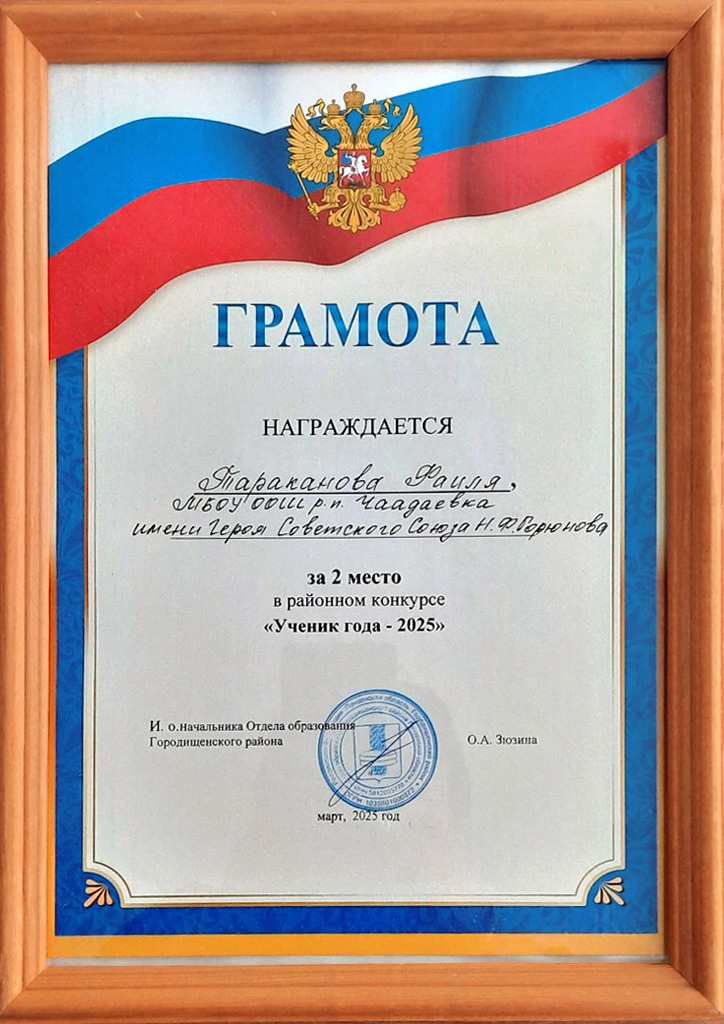 ГРАМОТА
НАГРАЖДАЕТСЯ
Тараканова Фаиля,
МБОУ ООШ р.п. Чаадаевка
имени Героя Советского Союза Н.Ф.Горюнова
за 2 место
в районном конкурсе
«Ученик года - 2025»
И. о.начальника Отдела образования
Городищенского района
О.А. Зюзина
март, 2025 год